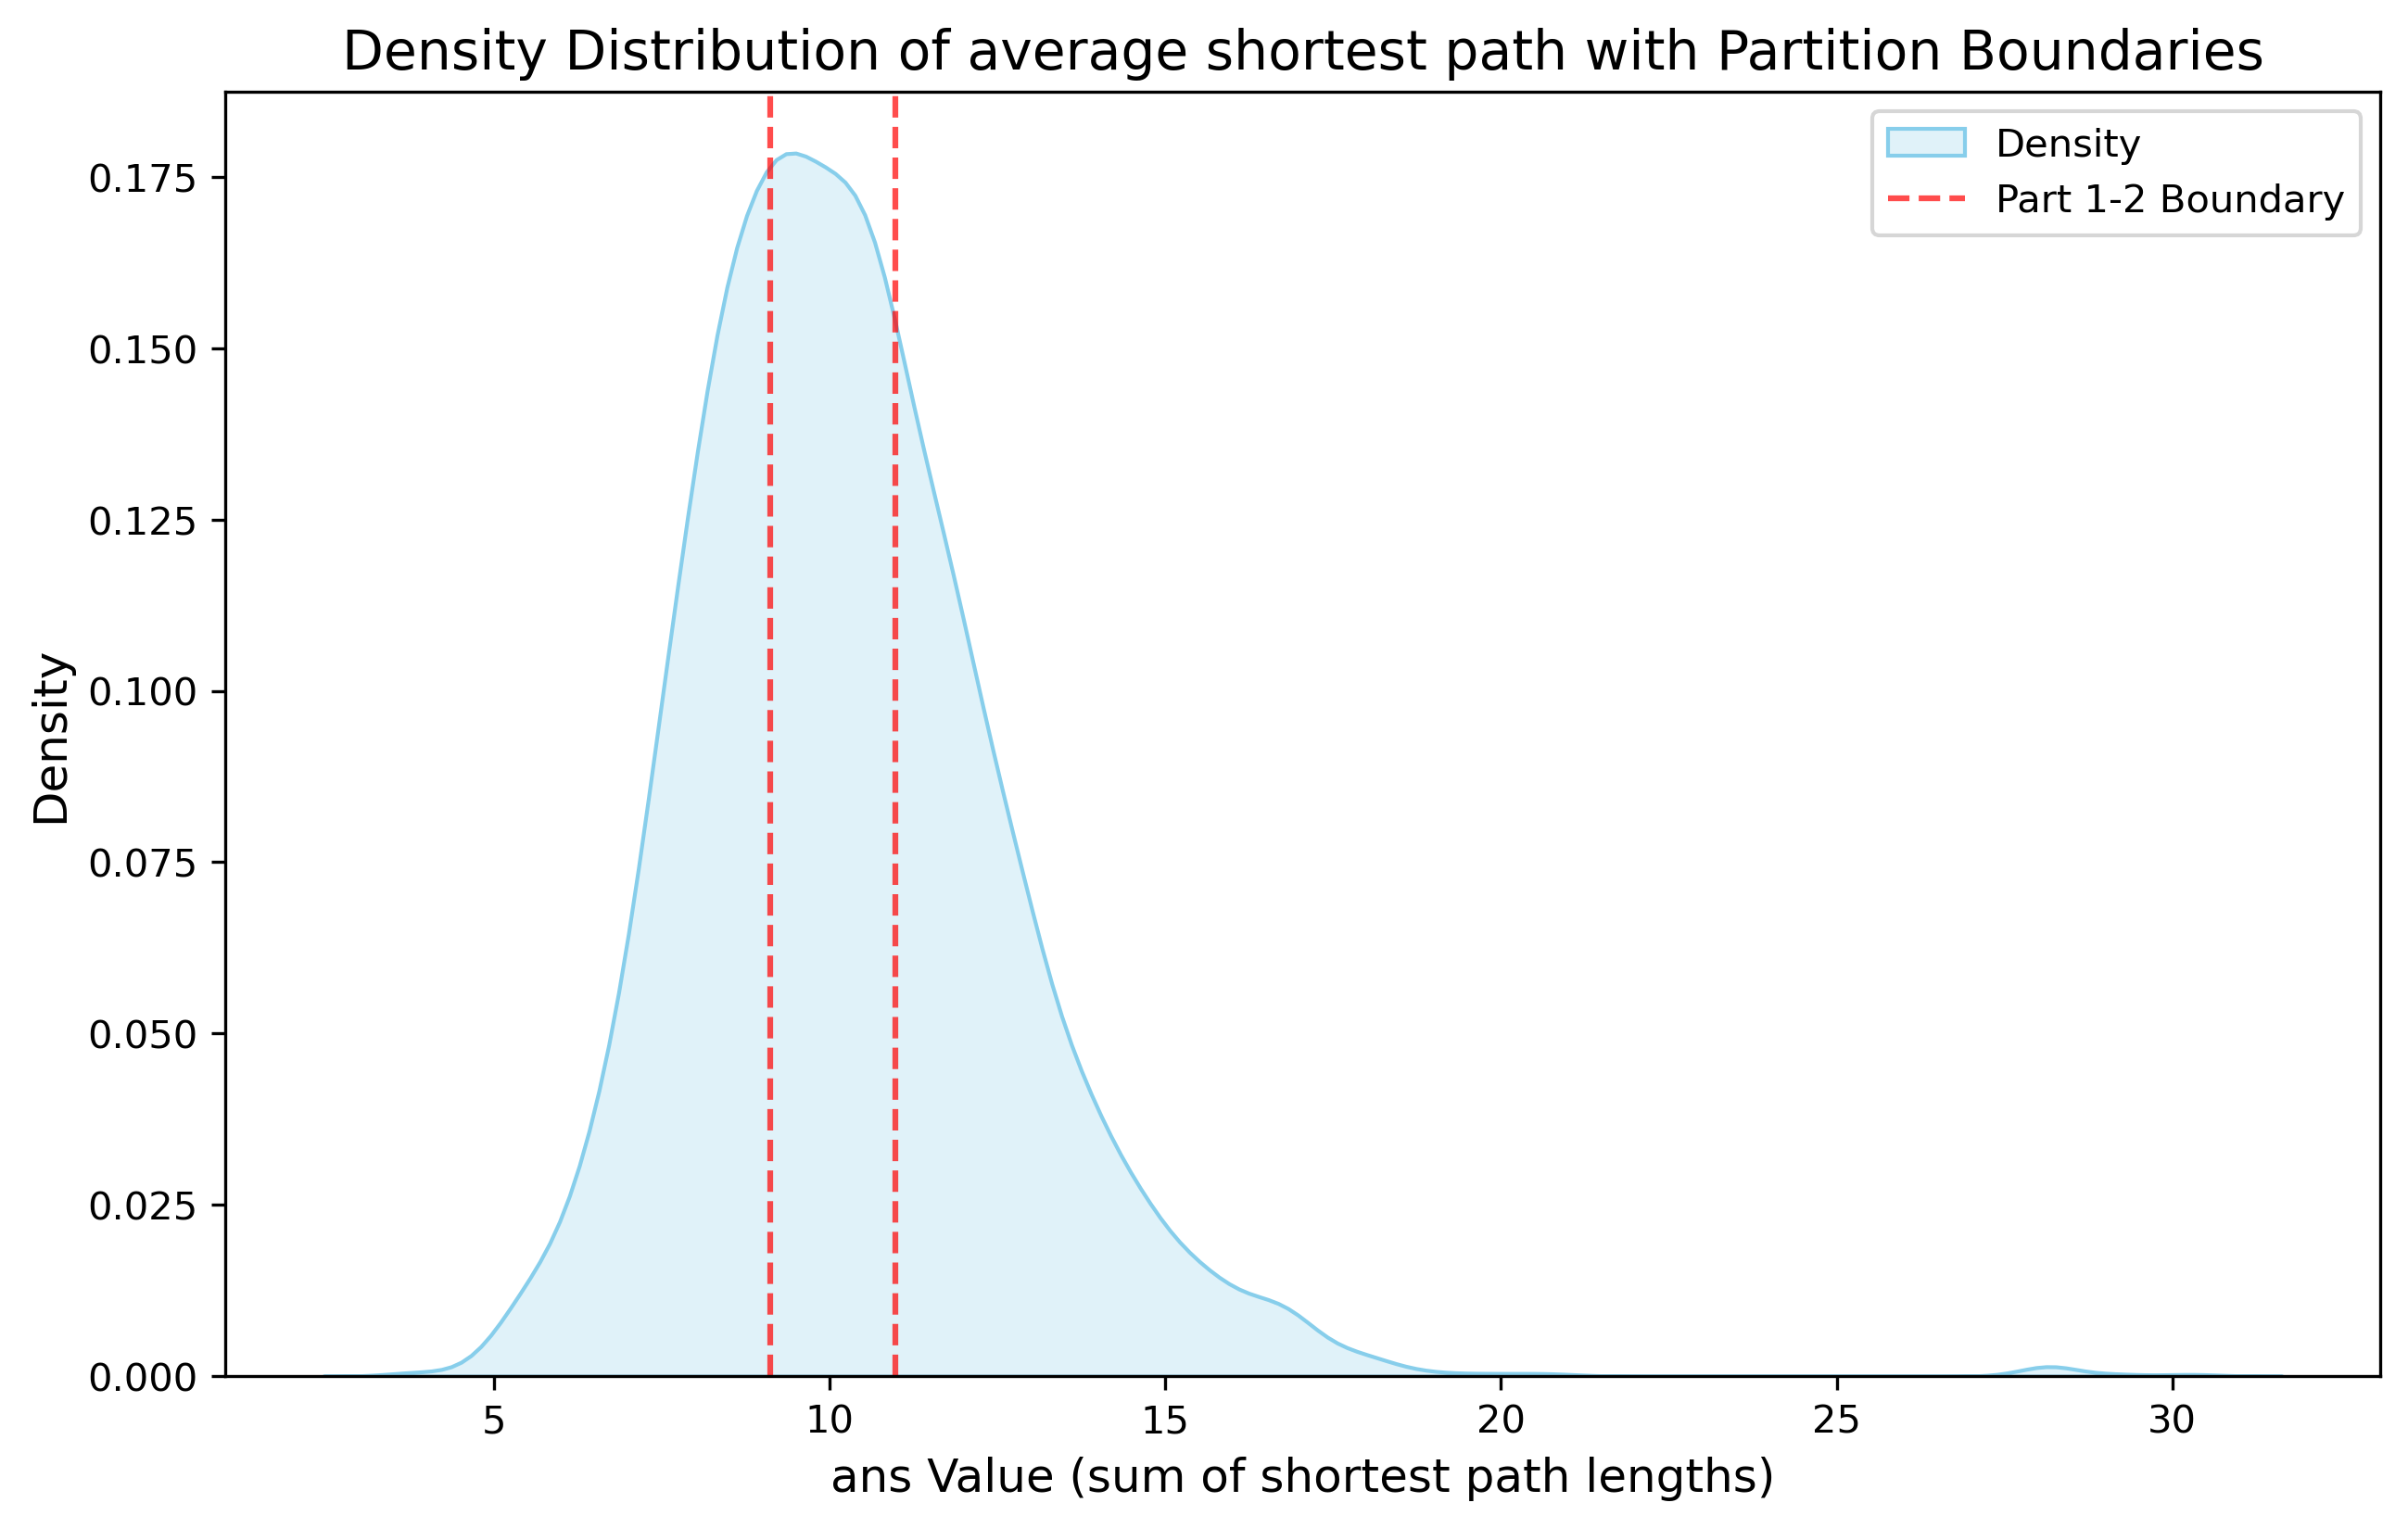 Density Distribution of average shortest path with Partition Boundaries
Density
Part 1-2 Boundary
Density
0.175
0.150
0.125
0.100
0.075
0.050
0.025
0.000
5 10 15 20 25 30
ans Value (sum of shortest path lengths)